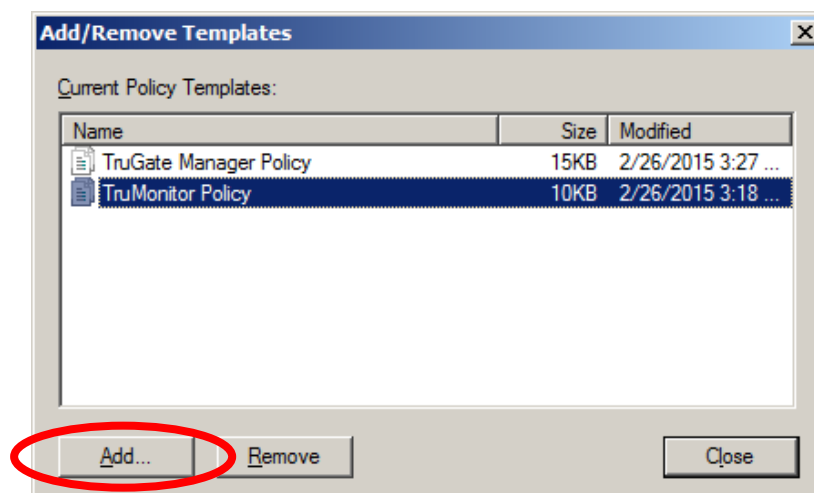 Add/Remove Templates
Current Policy Templates:
Name Size Modified
TruGate Manager Policy 15KB 2/26/2015 3:27 ...
TruMonitor Policy 10KB 2/26/2015 3:18 ...
Add... Remove Close